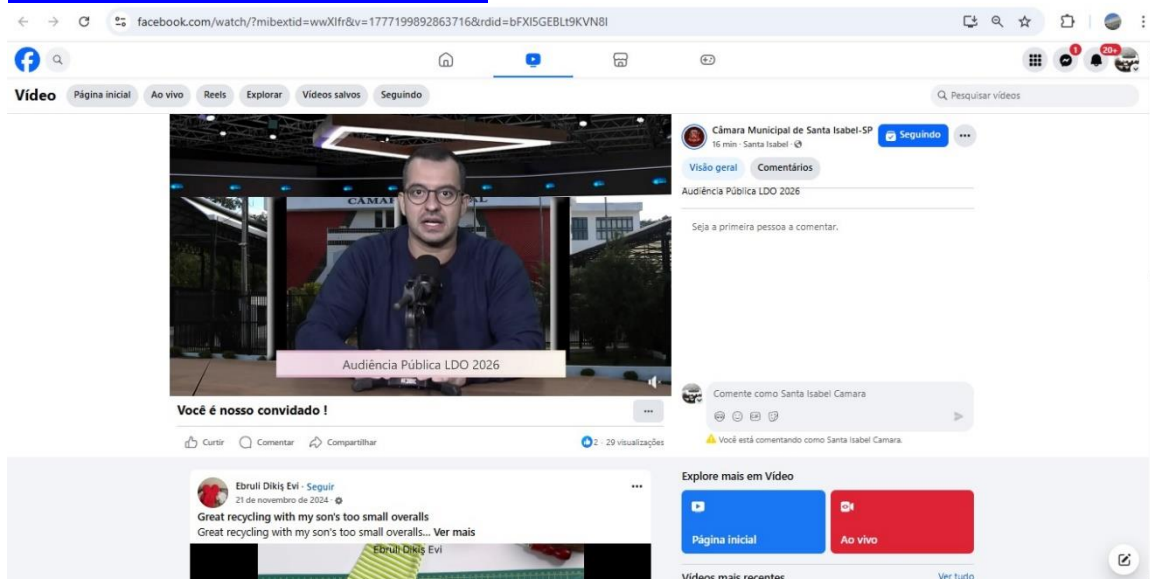 facebook.com/watch/?mibextid=wwXIfr&v=1777199892863716&rdid=bFXI5GEBLt9KVN8I
1
20+
Vídeo
Página inicial
Ao vivo
Reels
Explorar
Vídeos salvos
Seguindo
Pesquisar vídeos
Câmara Municipal de Santa Isabel-SP
16 min · Santa Isabel ·
Seguindo
Visão geral
Comentários
Audiência Pública LDO 2026
Seja a primeira pessoa a comentar.
Audiência Pública LDO 2026
Você é nosso convidado !
Curtir
Comentar
Compartilhar
2 · 29 visualizações
Comente como Santa Isabel Camara
Você está comentando como Santa Isabel Camara.
Ebruli Dikiş Evi · Seguir
21 de novembro de 2024 ·
Great recycling with my son's too small overalls
Great recycling with my son's too small overalls... Ver mais
Ebruli Dikiş Evi
Explore mais em Vídeo
Página inicial
Ao vivo
Vídeos mais recentes
Ver tudo